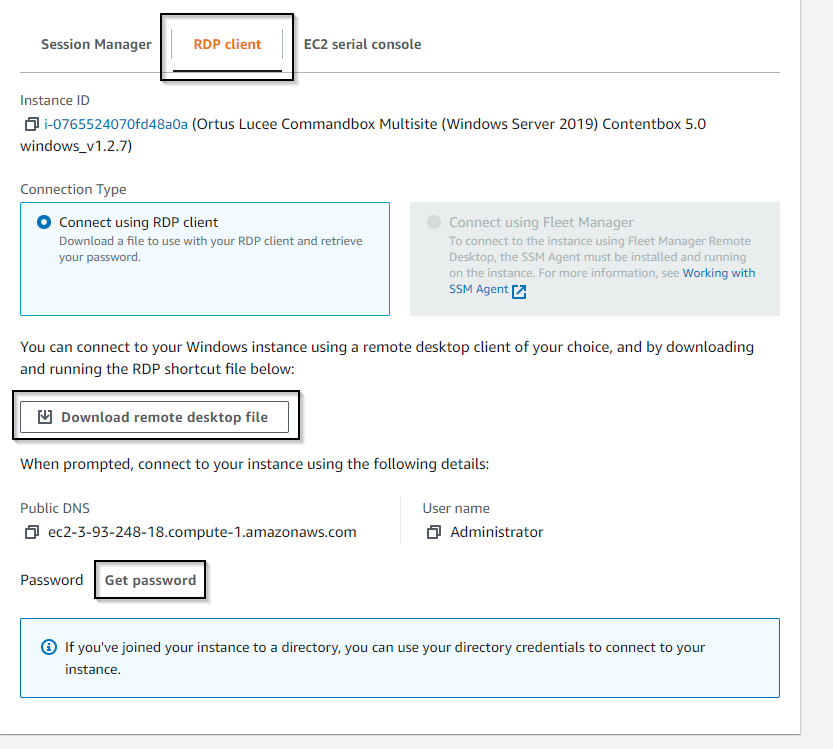 Session Manager
RDP client
EC2 serial console
Instance ID
i-0765524070fd48a0a (Ortus Lucee Commandbox Multisite (Windows Server 2019) Contentbox 5.0
windows_v1.2.7)
Connection Type
Connect using RDP client
Download a file to use with your RDP client and retrieve
your password.
Connect using Fleet Manager
To connect to the instance using Fleet Manager Remote
Desktop, the SSM Agent must be installed and running
on the instance. For more information, see Working with
SSM Agent
You can connect to your Windows instance using a remote desktop client of your choice, and by downloading
and running the RDP shortcut file below:
Download remote desktop file
When prompted, connect to your instance using the following details:
Public DNS
ec2-3-93-248-18.compute-1.amazonaws.com
User name
Administrator
Password
Get password
If you've joined your instance to a directory, you can use your directory credentials to connect to your
instance.